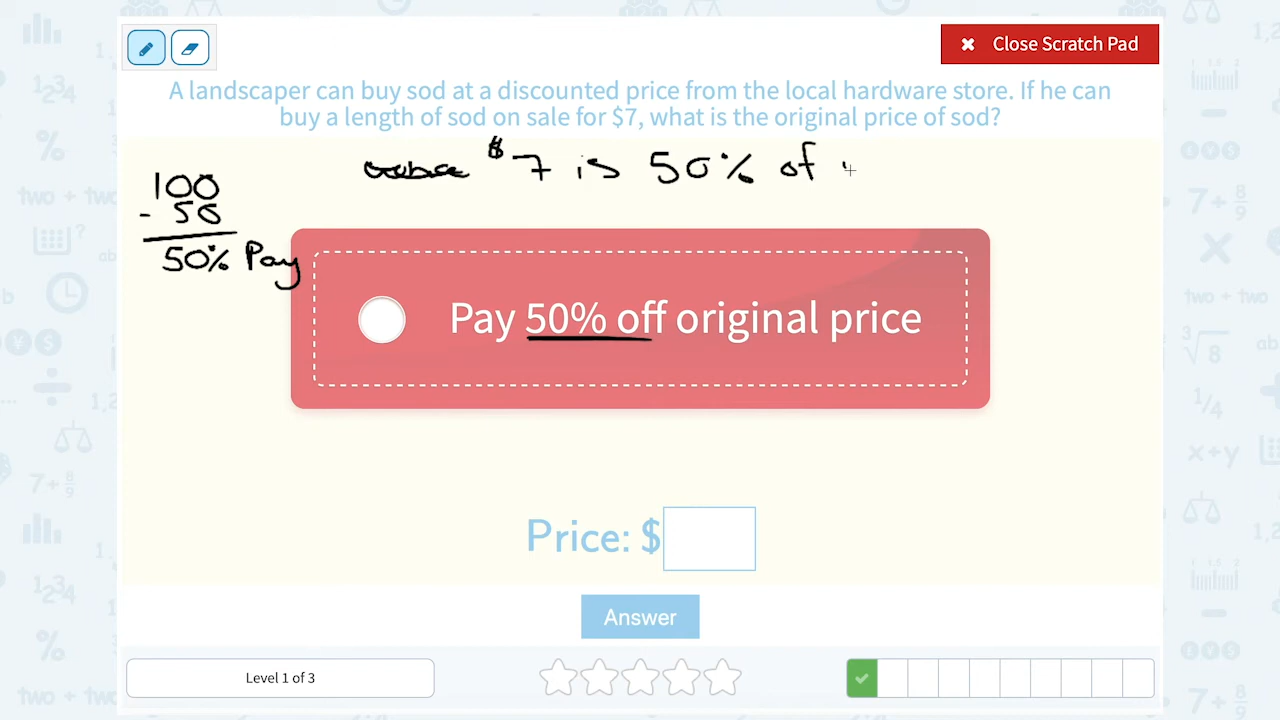 Close Scratch Pad
A landscaper can buy sod at a discounted price from the local hardware store. If he can
buy a length of sod on sale for $7, what is the original price of sod?
$7 is 50% of
100
- 50
50% Pay
Pay 50% off original price
Price: $
Answer
Level 1 of 3